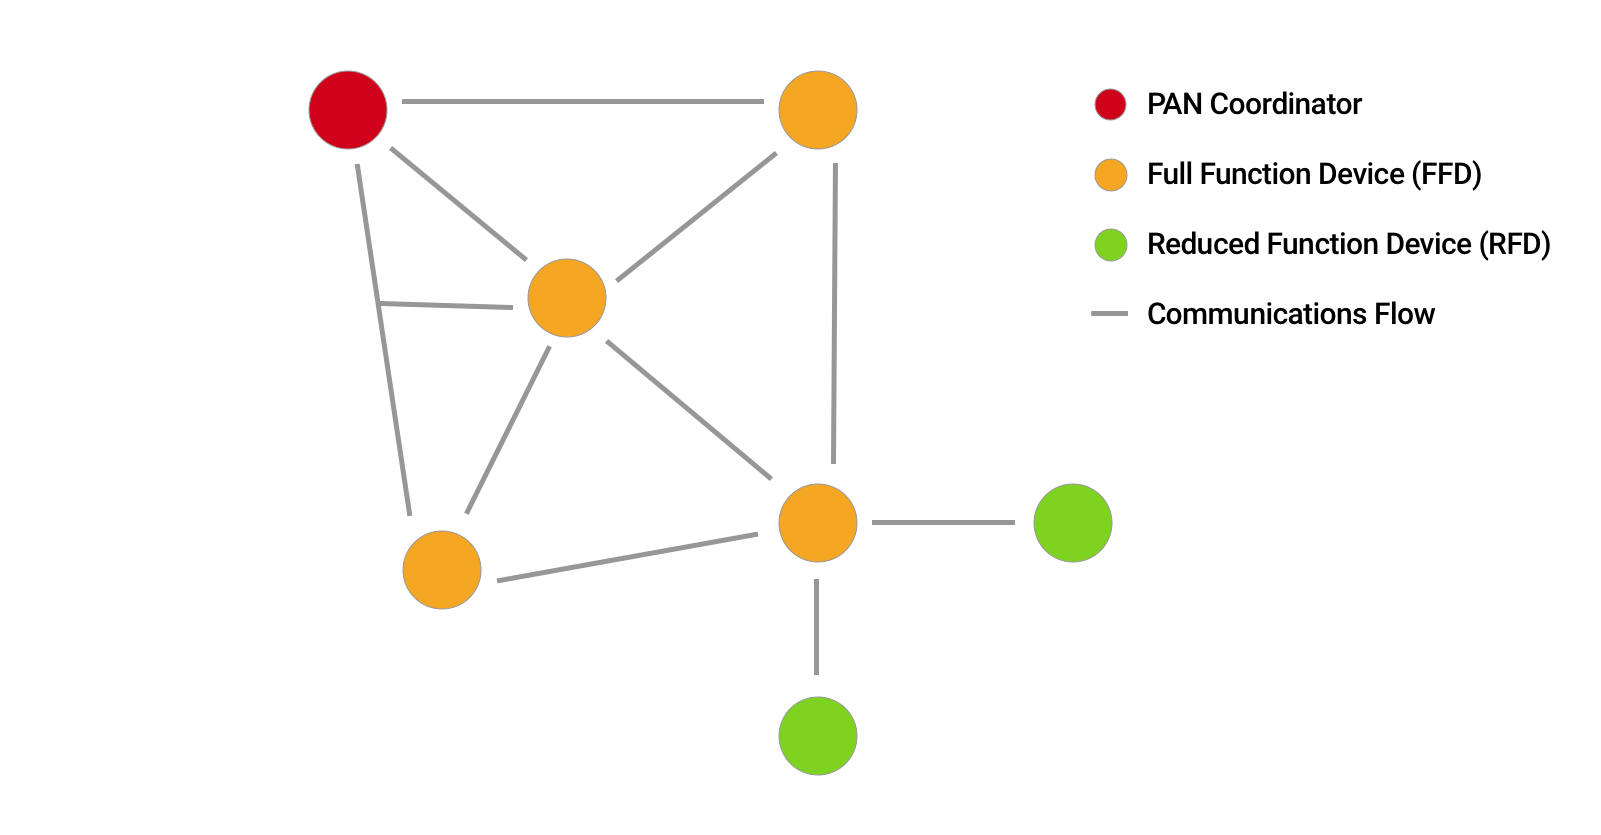 PAN Coordinator
Full Function Device (FFD)
Reduced Function Device (RFD)
Communications Flow